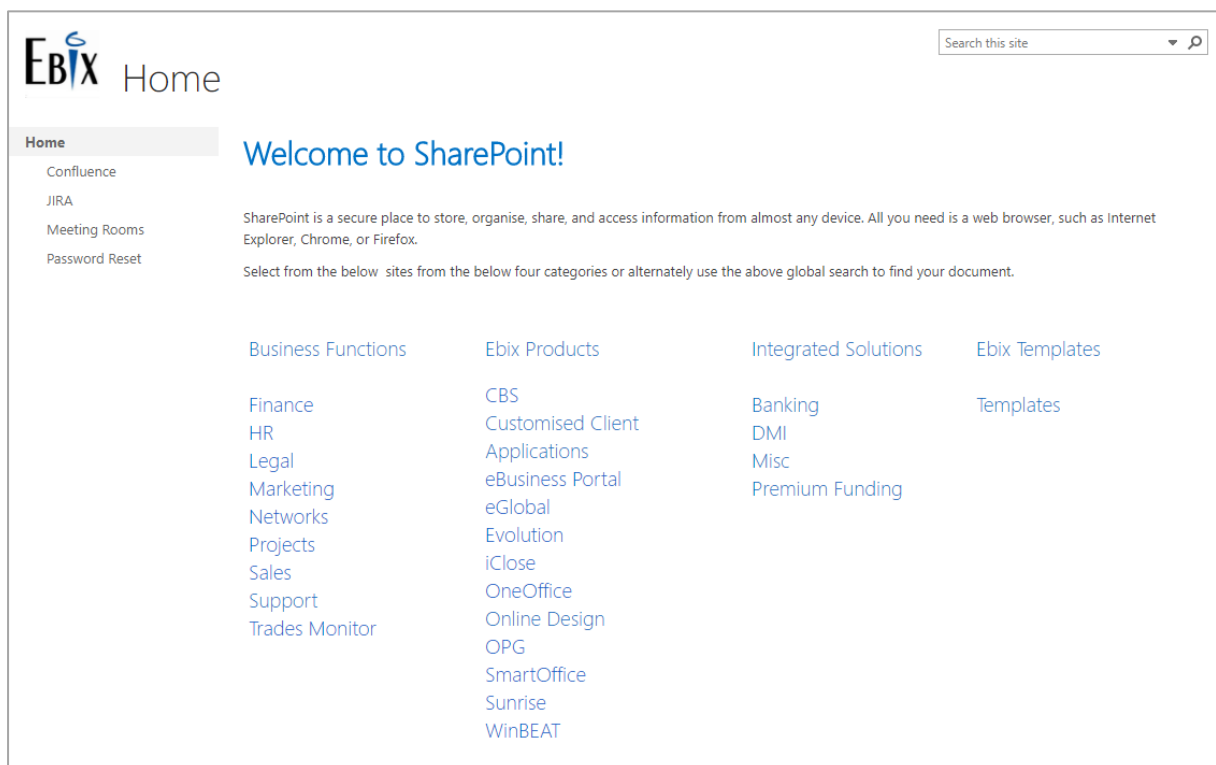 EBIX
Home
Search this site
Home
Confluence
JIRA
Meeting Rooms
Password Reset
Welcome to SharePoint!
SharePoint is a secure place to store, organise, share, and access information from almost any device. All you need is a web browser, such as Internet
Explorer, Chrome, or Firefox.
Select from the below sites from the below four categories or alternately use the above global search to find your document.
Business Functions
Finance
HR
Legal
Marketing
Networks
Projects
Sales
Support
Trades Monitor
Ebix Products
CBS
Customised Client
Applications
eBusiness Portal
eGlobal
Evolution
iClose
OneOffice
Online Design
OPG
SmartOffice
Sunrise
WinBEAT
Integrated Solutions
Banking
DMI
Misc
Premium Funding
Ebix Templates
Templates